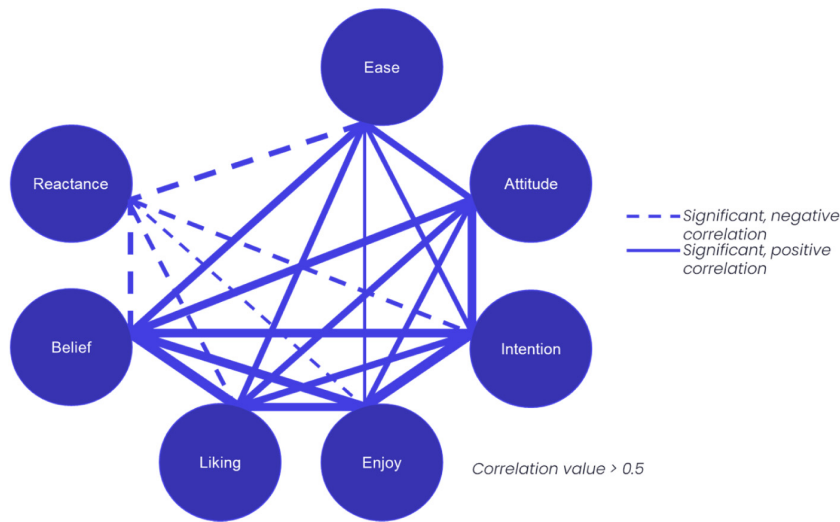 Ease
Reactance
Attitude
Significant, negative
correlation
Significant, positive
correlation
Belief
Intention
Liking
Enjoy
Correlation value > 0.5